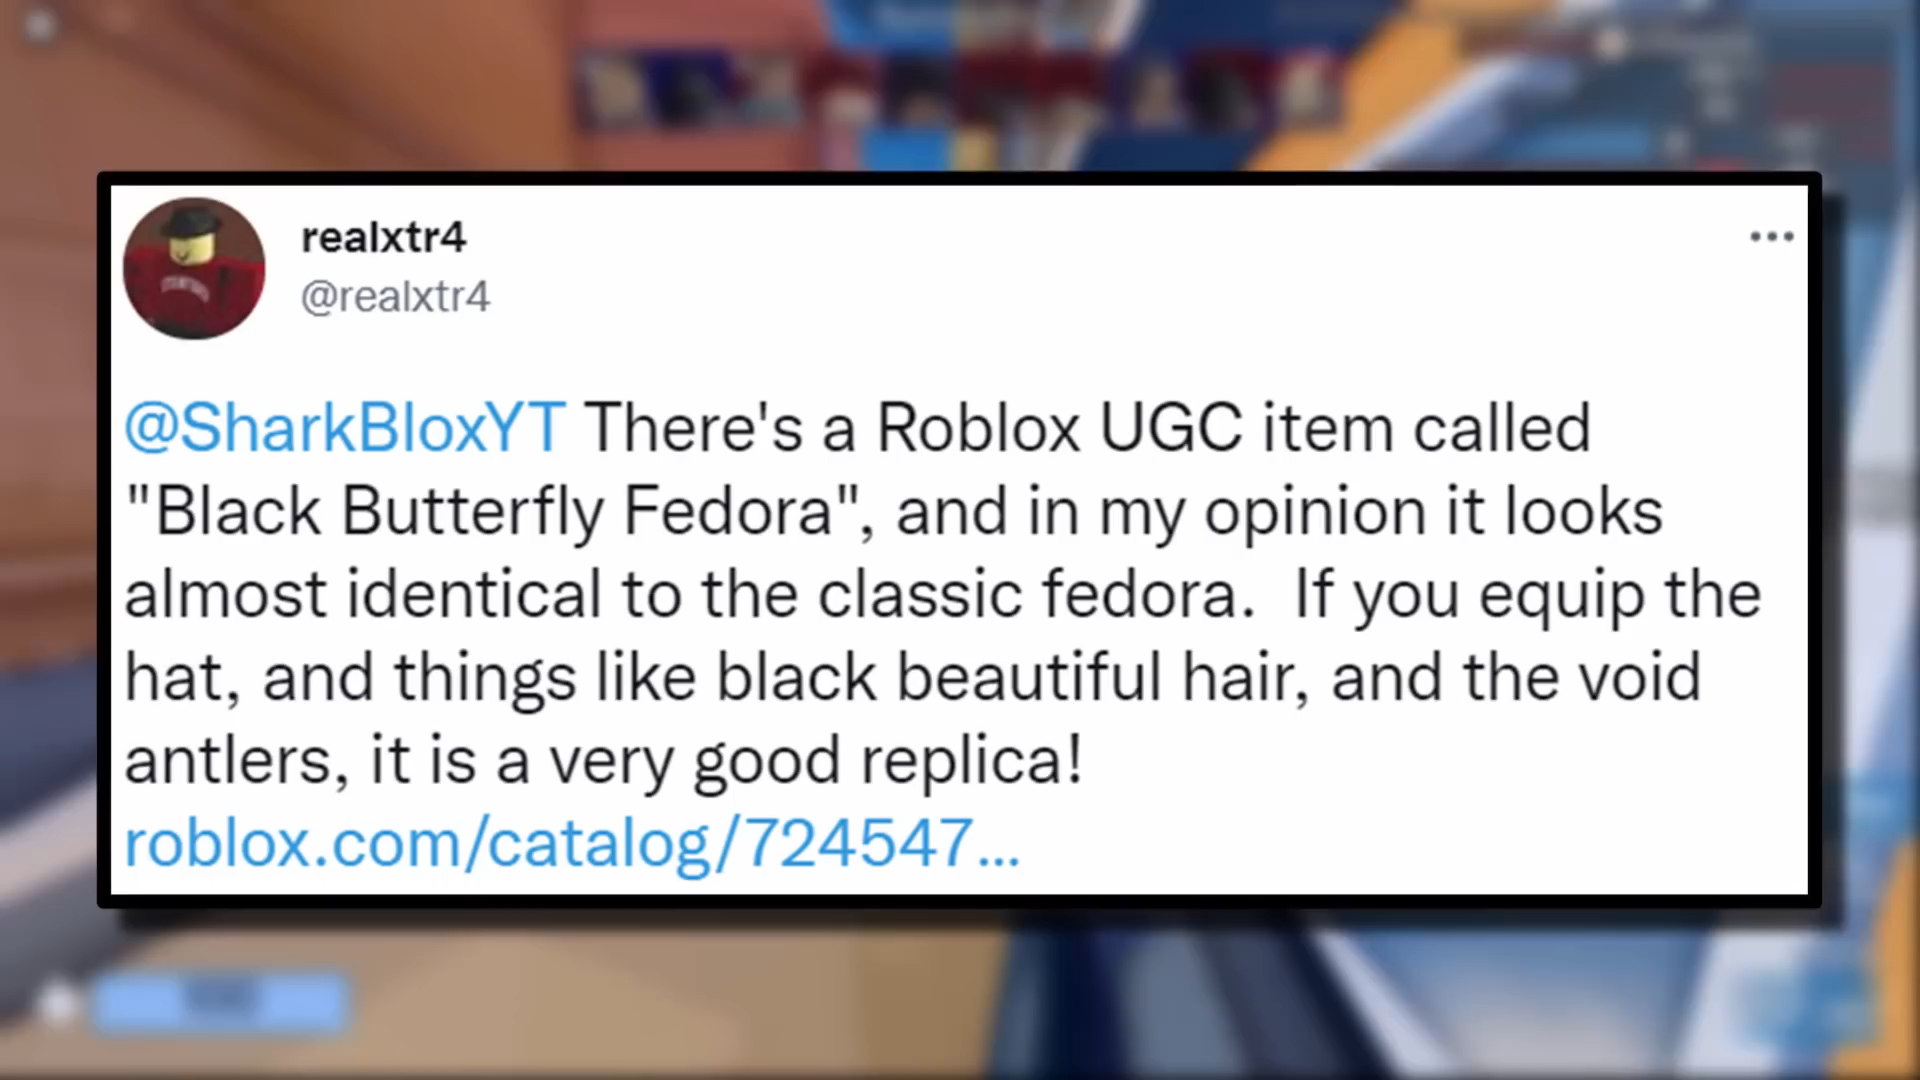 realxtr4
@realxtr4
@SharkBloxYT There's a Roblox UGC item called
"Black Butterfly Fedora", and in my opinion it looks
almost identical to the classic fedora.  If you equip the
hat, and things like black beautiful hair, and the void
antlers, it is a very good replica!
roblox.com/catalog/724547...